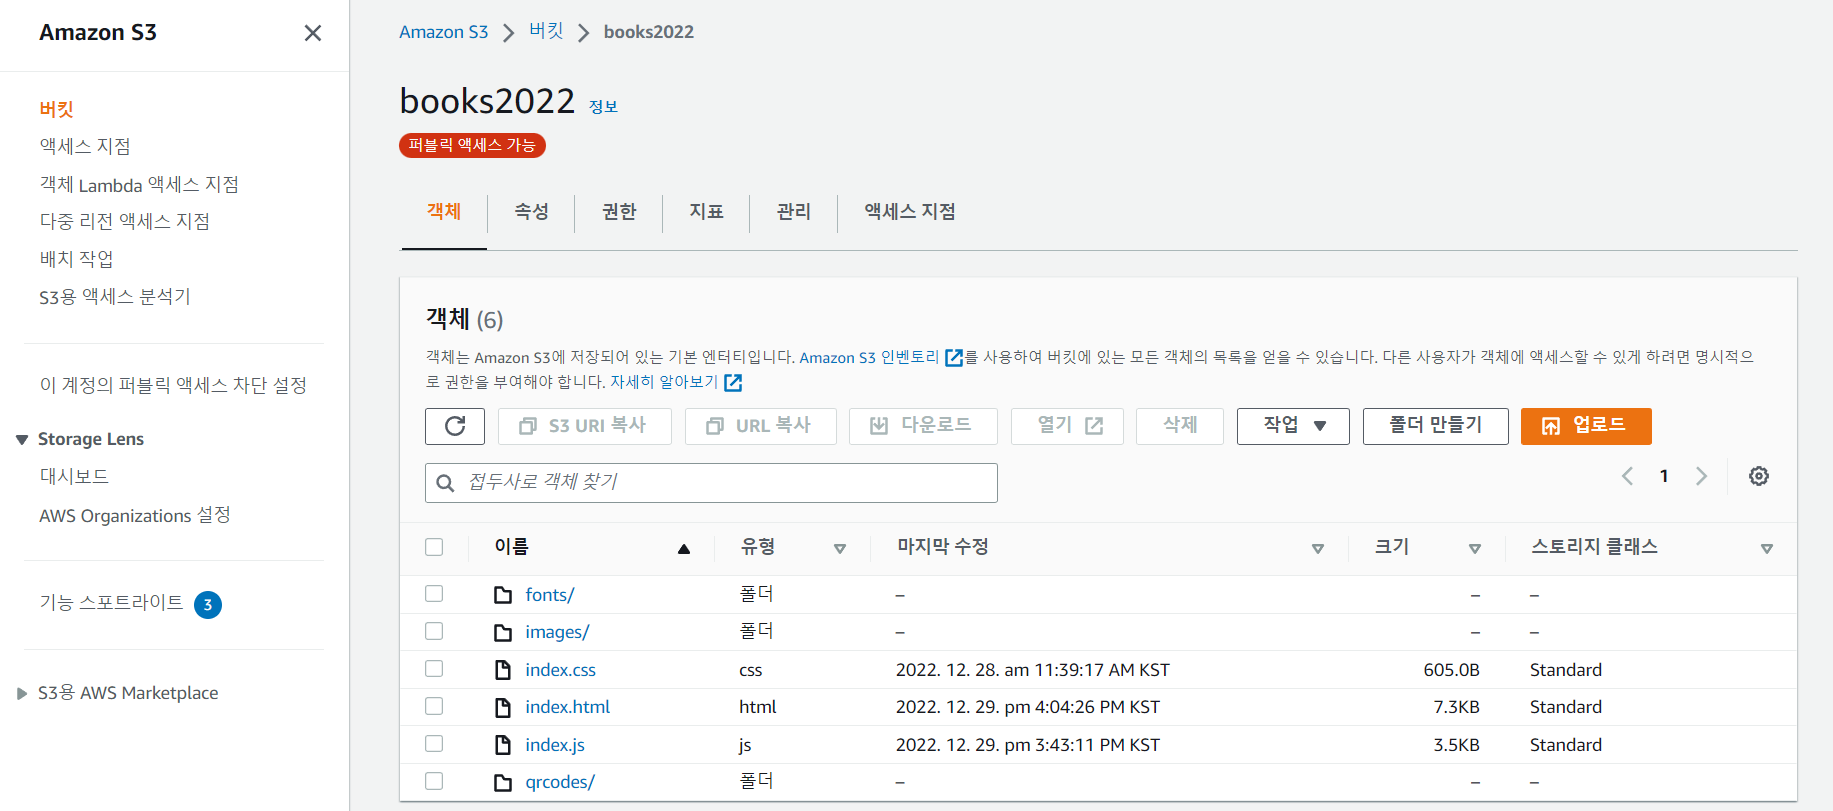 Amazon S3
버킷
액세스 지점
객체 Lambda 액세스 지점
다중 리전 액세스 지점
배치 작업
S3용 액세스 분석기
이 계정의 퍼블릭 액세스 차단 설정
Storage Lens
대시보드
AWS Organizations 설정
기능 스포트라이트 3
S3용 AWS Marketplace
Amazon S3 버킷 books2022
books2022 정보
퍼블릭 액세스 가능
객체 속성 권한 지표 관리 액세스 지점
객체 (6)
객체는 Amazon S3에 저장되어 있는 기본 엔터티입니다. Amazon S3 인벤토리 를 사용하여 버킷에 있는 모든 객체의 목록을 얻을 수 있습니다. 다른 사용자가 객체에 액세스할 수 있게 하려면 명시적으
로 권한을 부여해야 합니다. 자세히 알아보기
S3 URI 복사 URL 복사 다운로드 열기 삭제 작업 폴더 만들기 업로드
접두사로 객체 찾기
1
이름 유형 마지막 수정 크기 스토리지 클래스
fonts/ 폴더 – – –
images/ 폴더 – – –
index.css css 2022. 12. 28. am 11:39:17 AM KST 605.0B Standard
index.html html 2022. 12. 29. pm 4:04:26 PM KST 7.3KB Standard
index.js js 2022. 12. 29. pm 3:43:11 PM KST 3.5KB Standard
qrcodes/ 폴더 – – –